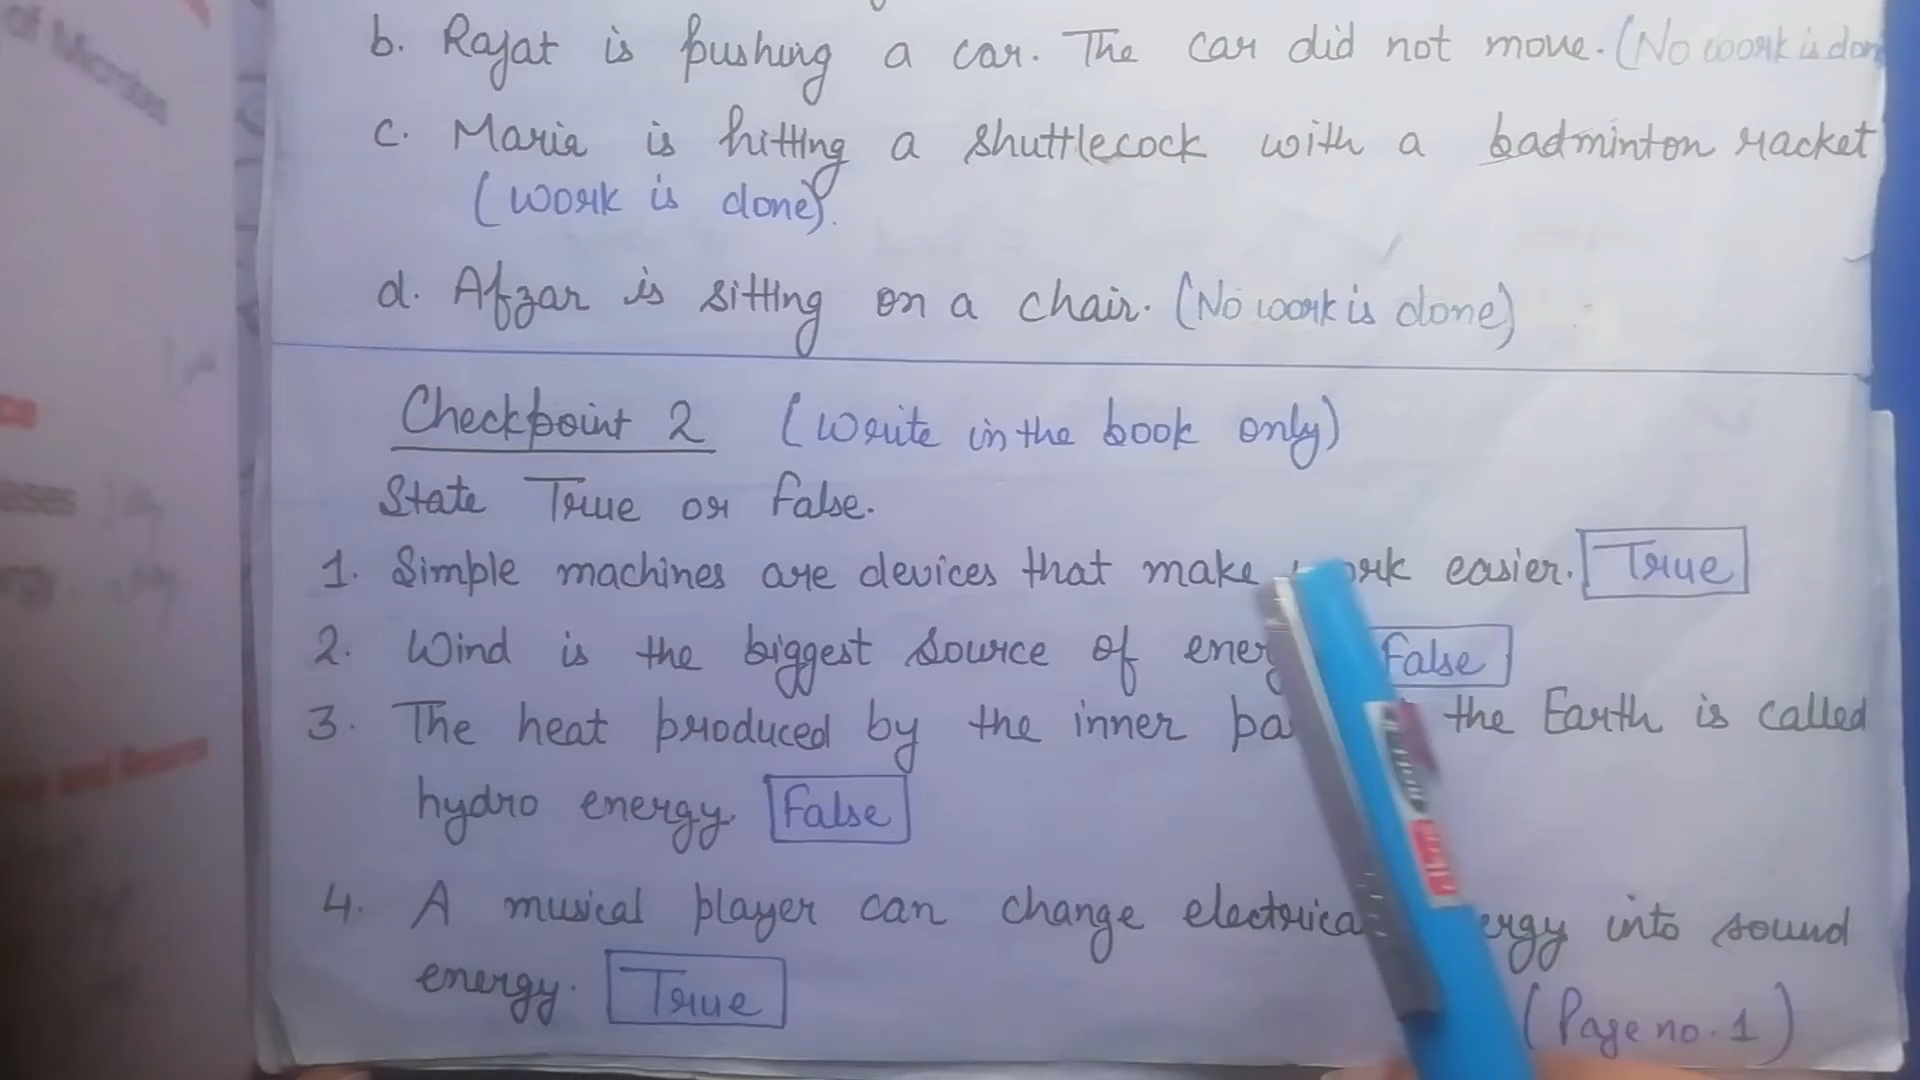 of Microbes
b. Rajat is pushing a car. The car did not move. (No work is don
c. Maria is hitting a shuttlecock with a badminton racket
(work is done).
d. Afzar is sitting on a chair. (No work is done)
Checkpoint 2 (Write in the book only)
State True or False.
1. Simple machines are devices that make work easier. True
2. Wind is the biggest source of ener False
3. The heat produced by the inner pa the Earth is called
hydro energy. False
4. A musical player can change electrica ergy into sound
energy. True
(Page no. 1)